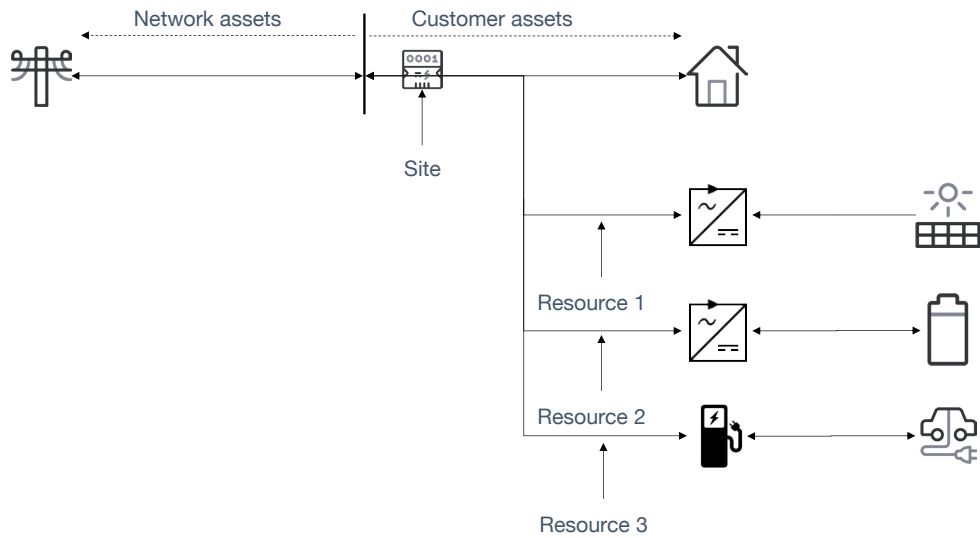 Network assets
Customer assets
0001
Site
Resource 1
Resource 2
Resource 3